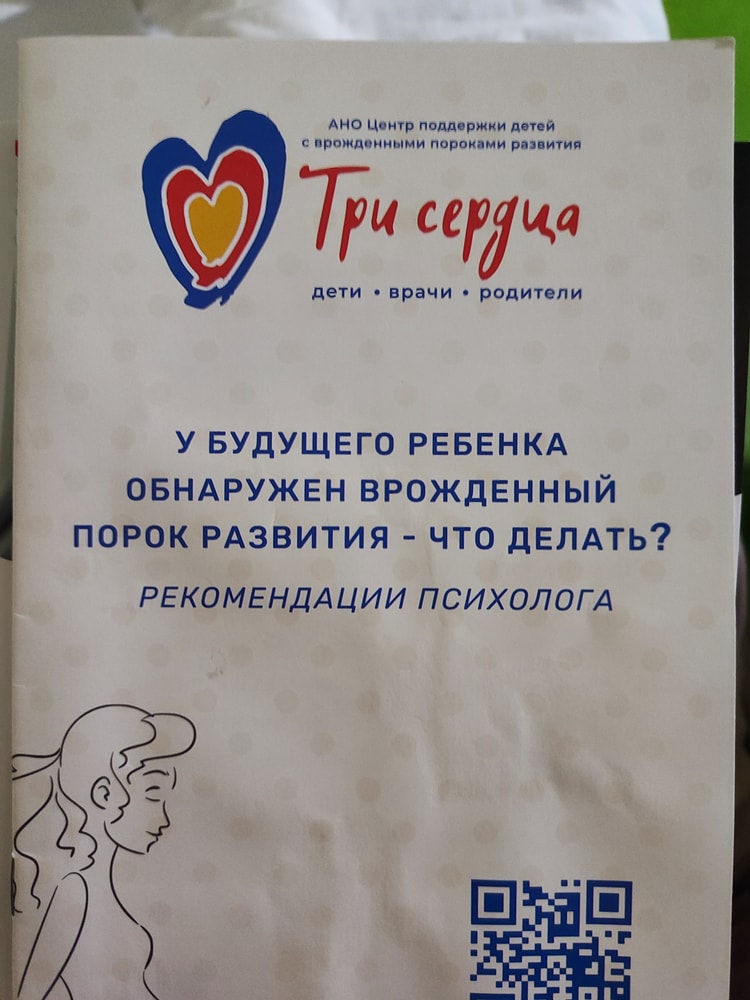 АНО Центр поддержки детей
с врожденными пороками развития
Три сердца
дети • врачи • родители
У БУДУЩЕГО РЕБЕНКА
ОБНАРУЖЕН ВРОЖДЕННЫЙ
ПОРОК РАЗВИТИЯ - ЧТО ДЕЛАТЬ?
РЕКОМЕНДАЦИИ ПСИХОЛОГА